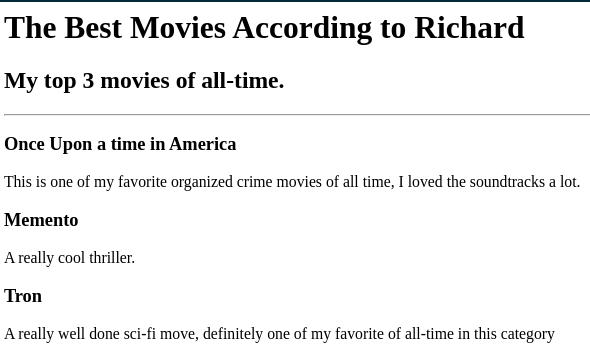 The Best Movies According to Richard
My top 3 movies of all-time.
Once Upon a time in America
This is one of my favorite organized crime movies of all time, I loved the soundtracks a lot.
Memento
A really cool thriller.
Tron
A really well done sci-fi move, definitely one of my favorite of all-time in this category